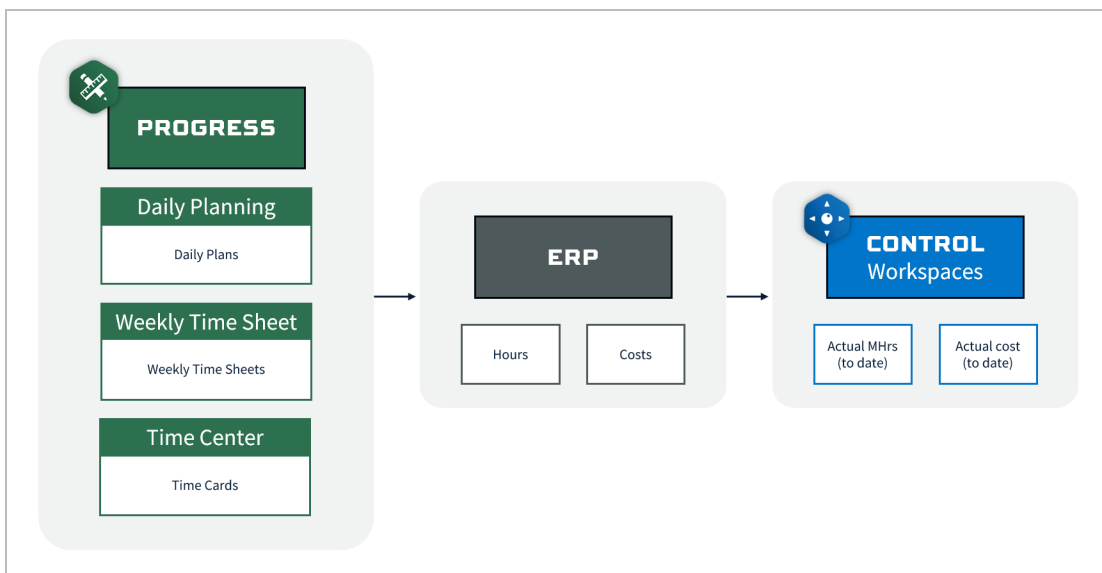 PROGRESS
Daily Planning
Daily Plans
Weekly Time Sheet
Weekly Time Sheets
Time Center
Time Cards
ERP
Hours
Costs
CONTROL
Workspaces
Actual MHrs
(to date)
Actual cost
(to date)